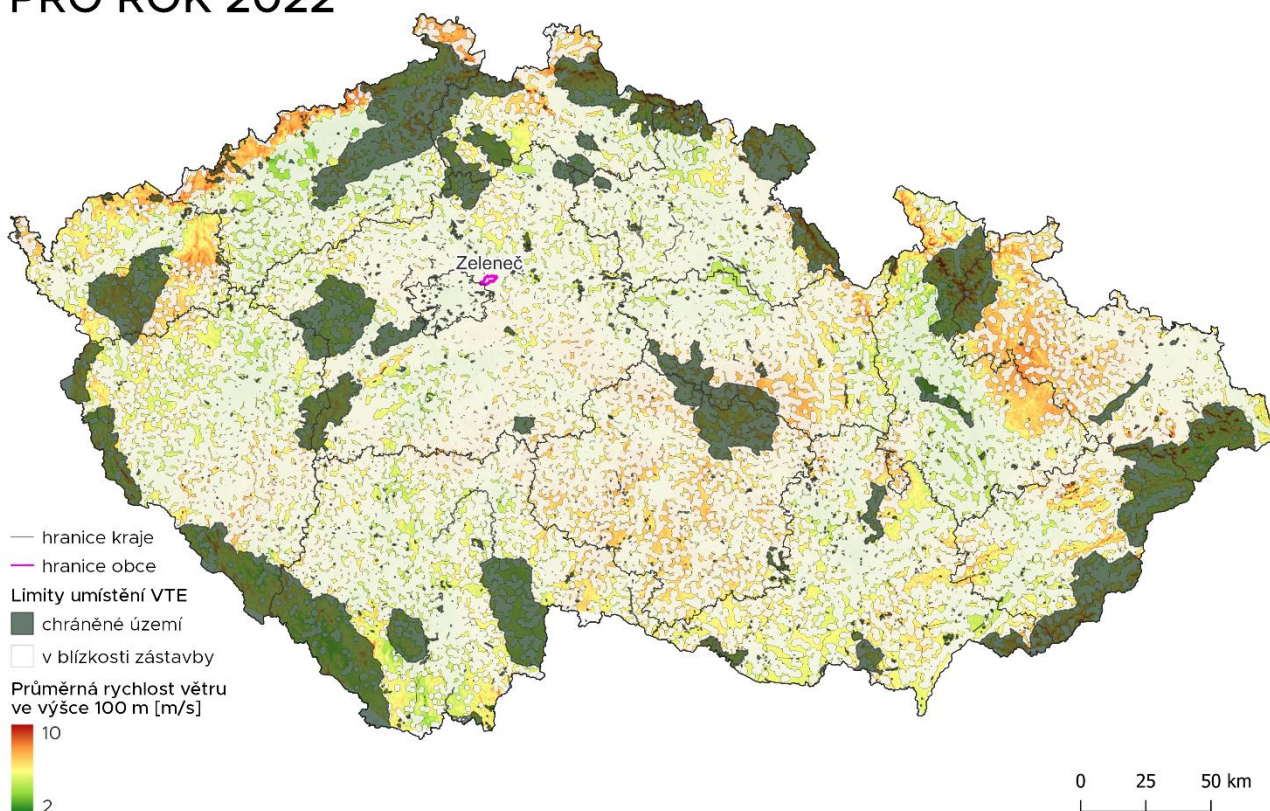 PRO ROK 2022
Zeleneč
hranice kraje
hranice obce
Limity umístění VTE
chráněné území
v blízkosti zástavby
Průměrná rychlost větru
ve výšce 100 m [m/s]
10
2
0 25 50 km